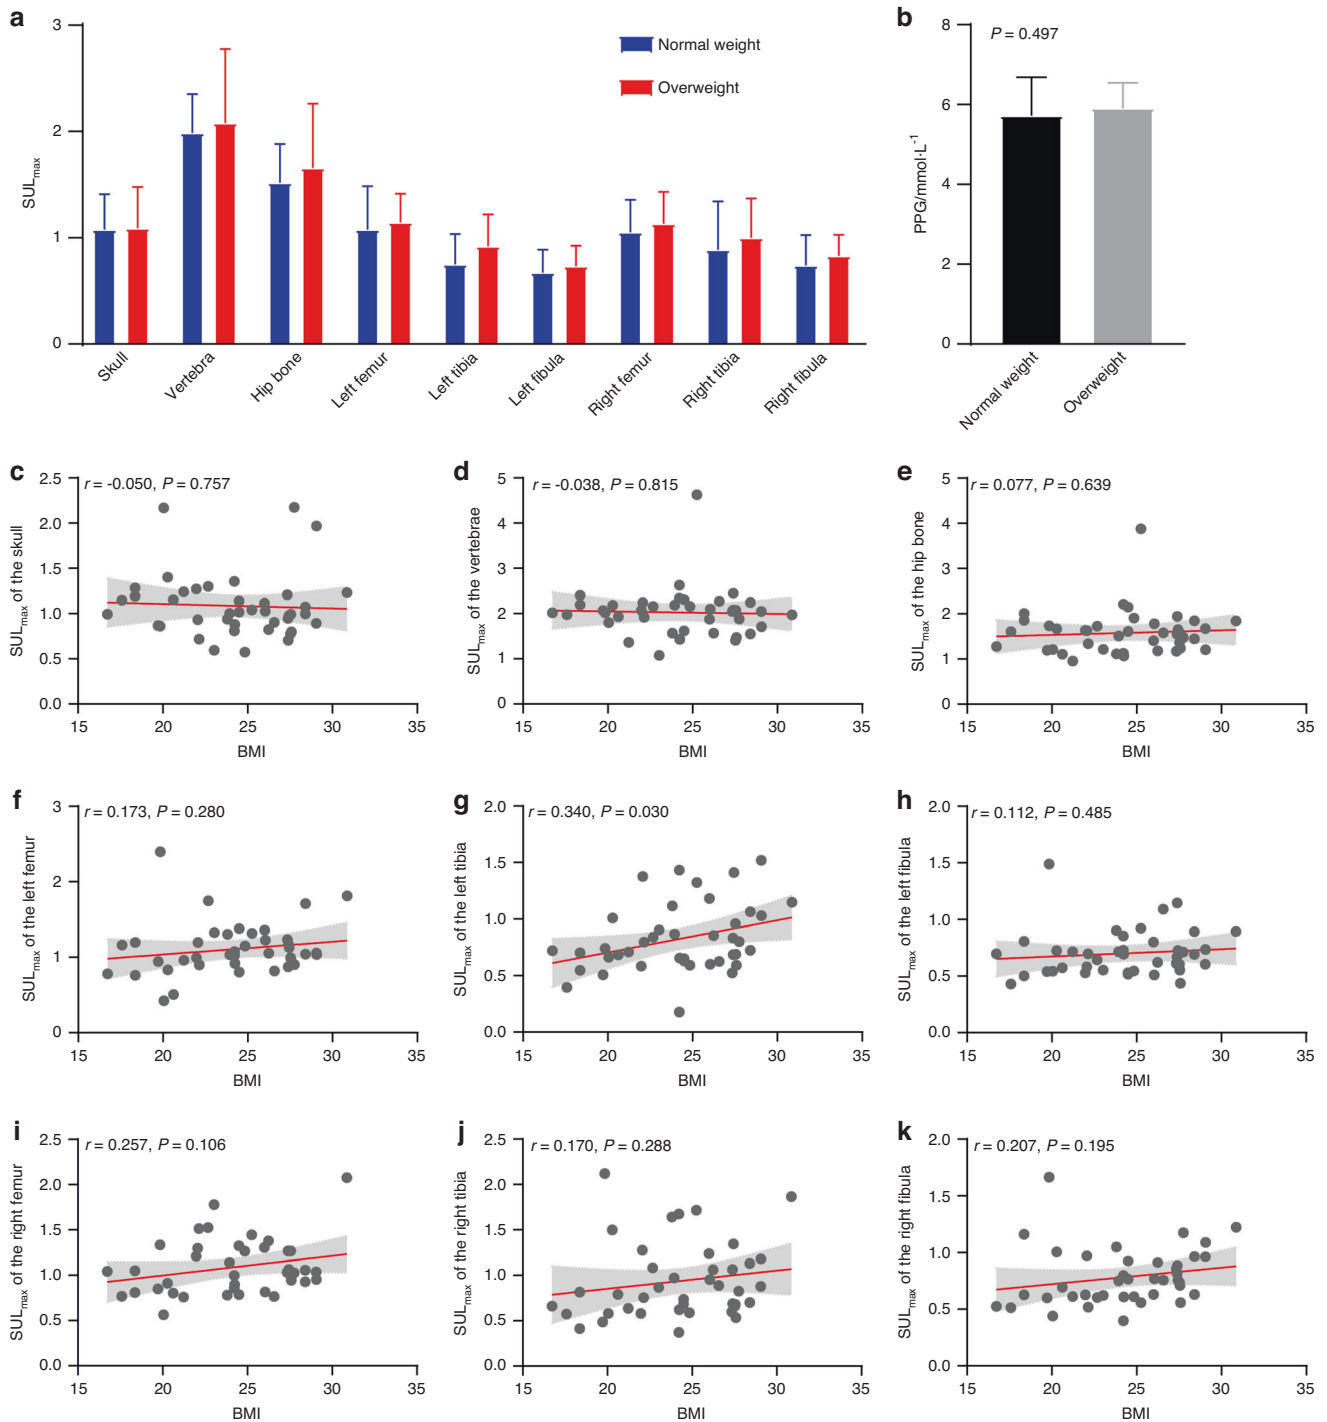 a
3
2
1
0
SULmax
Normal weight
Overweight
Skull
Vertebra
Hip bone
Left femur
Left tibia
Left fibula
Right femur
Right tibia
Right fibula
b
8
6
4
2
0
PPG/mmol·L-1
P = 0.497
Normal weight
Overweight
c
r = -0.050, P = 0.757
SULmax of the skull
2.5
2.0
1.5
1.0
0.5
0.0
15 20 25 30 35
BMI
d
r = -0.038, P = 0.815
SULmax of the vertebrae
5
4
3
2
1
0
15 20 25 30 35
BMI
e
r = 0.077, P = 0.639
SULmax of the hip bone
5
4
3
2
1
0
15 20 25 30 35
BMI
f
r = 0.173, P = 0.280
SULmax of the left femur
3
2
1
0
15 20 25 30 35
BMI
g
r = 0.340, P = 0.030
SULmax of the left tibia
2.0
1.5
1.0
0.5
0.0
15 20 25 30 35
BMI
h
r = 0.112, P = 0.485
SULmax of the left fibula
2.0
1.5
1.0
0.5
0.0
15 20 25 30 35
BMI
i
r = 0.257, P = 0.106
SULmax of the right femur
2.5
2.0
1.5
1.0
0.5
0.0
15 20 25 30 35
BMI
j
r = 0.170, P = 0.288
SULmax of the right tibia
2.5
2.0
1.5
1.0
0.5
0.0
15 20 25 30 35
BMI
k
r = 0.207, P = 0.195
SULmax of the right fibula
2.0
1.5
1.0
0.5
0.0
15 20 25 30 35
BMI